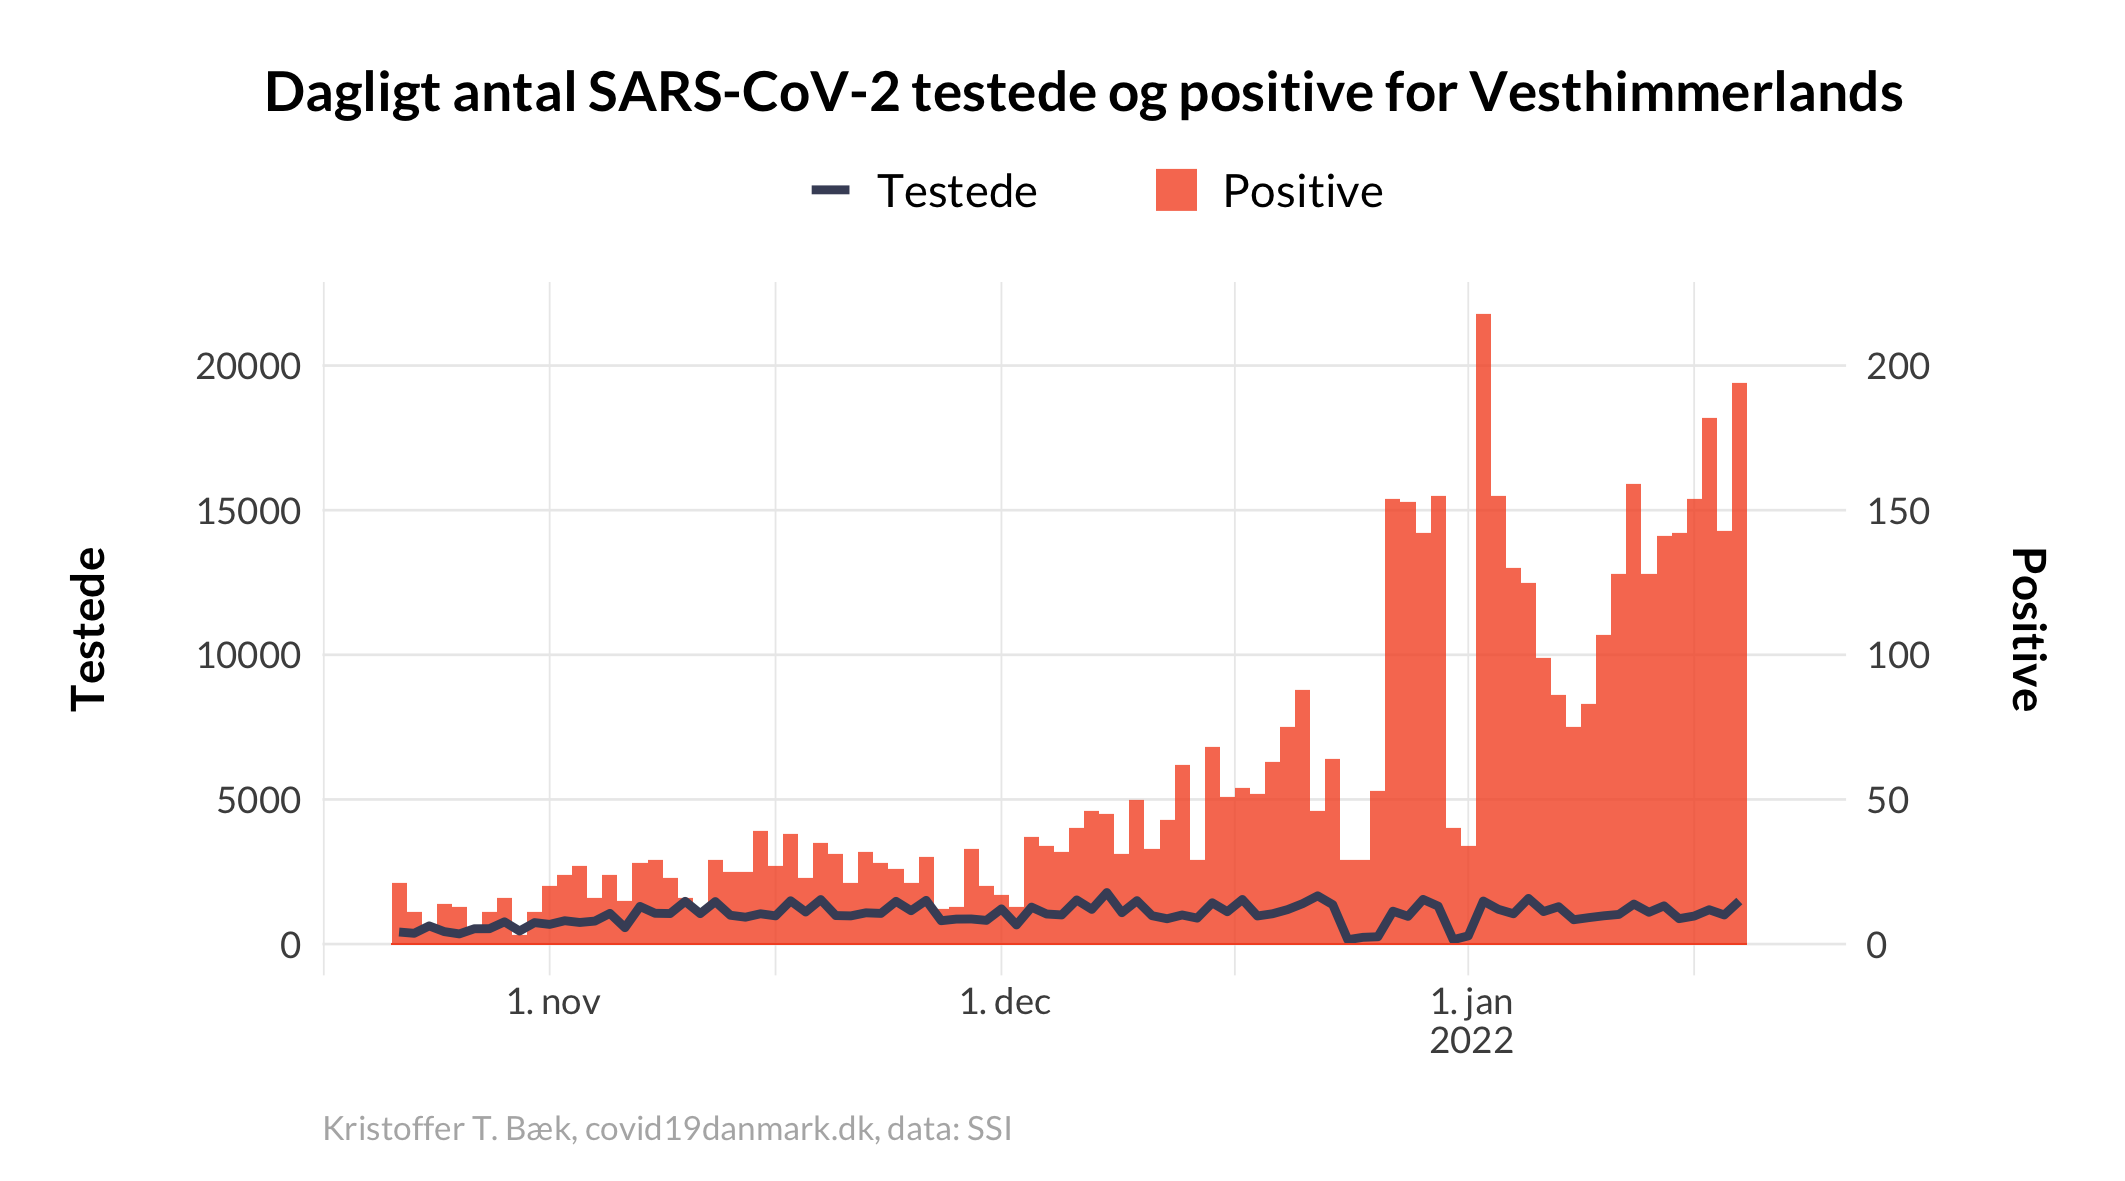 Dagligt antal SARS-CoV-2 testede og positive for Vesthimmerlands
Testede
Positive
20000
15000
10000
5000
0
Testede
200
150
100
50
0
Positive
1. nov
1. dec
1. jan
2022
Kristoffer T. Bæk, covid19danmark.dk, data: SSI